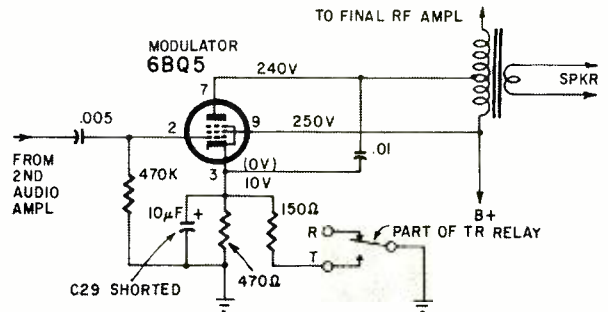 TO FINAL RF AMPL
MODULATOR
6BQ5
240V
7
SPKR
.005
2
9
250V
FROM
2ND
AUDIO
AMPL
470K
3
(0V)
10V
.01
B+
10µF +
150Ω
R
PART OF TR RELAY
T
470Ω
C29 SHORTED